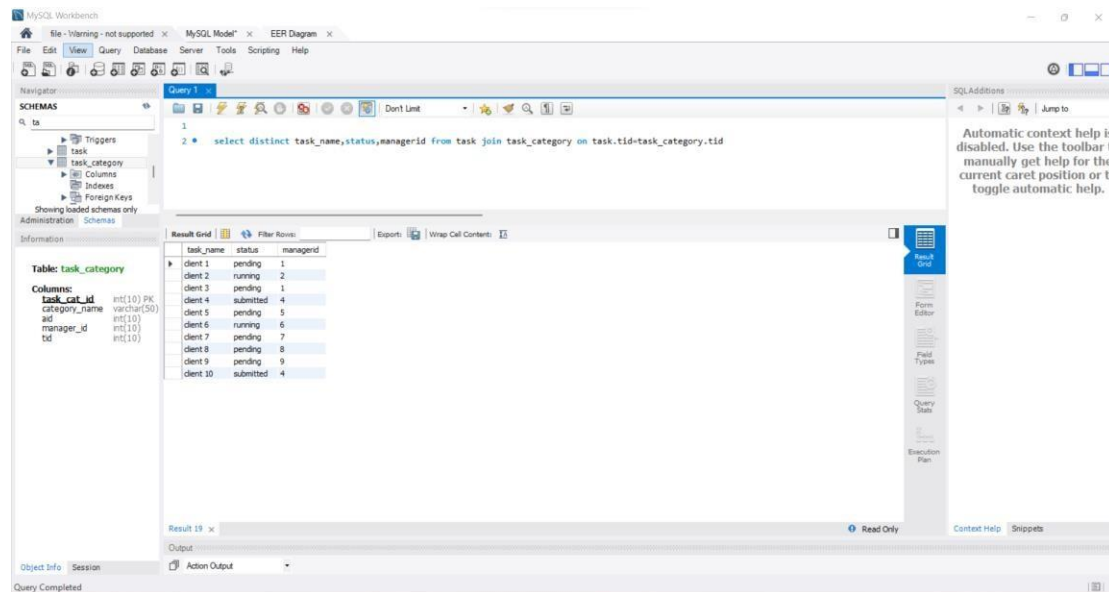 MySQL Workbench
file - Warning - not supported × MySQL Model* × EER Diagram ×
File Edit View Query Database Server Tools Scripting Help
Navigator
SCHEMAS
ta
Triggers
task
task_category
Columns
Indexes
Foreign Keys
Showing loaded schemas only
Administration Schemas
Information
Table: task_category
Columns:
task_cat_id int(10) PK
category_name varchar(50)
aid int(10)
manager_id int(10)
tid int(10)
Object Info Session
Query Completed
Query 1 ×
Don't Limit
1
2 select distinct task_name,status,managerid from task join task_category on task.tid=task_category.tid
Result Grid Filter Rows: Export: Wrap Cell Content:
task_name status managerid
client 1 pending 1
client 2 running 2
client 3 pending 1
client 4 submitted 4
client 5 pending 5
client 6 running 6
client 7 pending 7
client 8 pending 8
client 9 pending 9
client 10 submitted 4
Result
Grid
Form
Editor
Field
Types
Query
Stats
Execution
Plan
Result 19 × Read Only
Output
Action Output
SQLAdditions
Jump to
Automatic context help is
disabled. Use the toolbar t
manually get help for the
current caret position or t
toggle automatic help.
Context Help Snippets